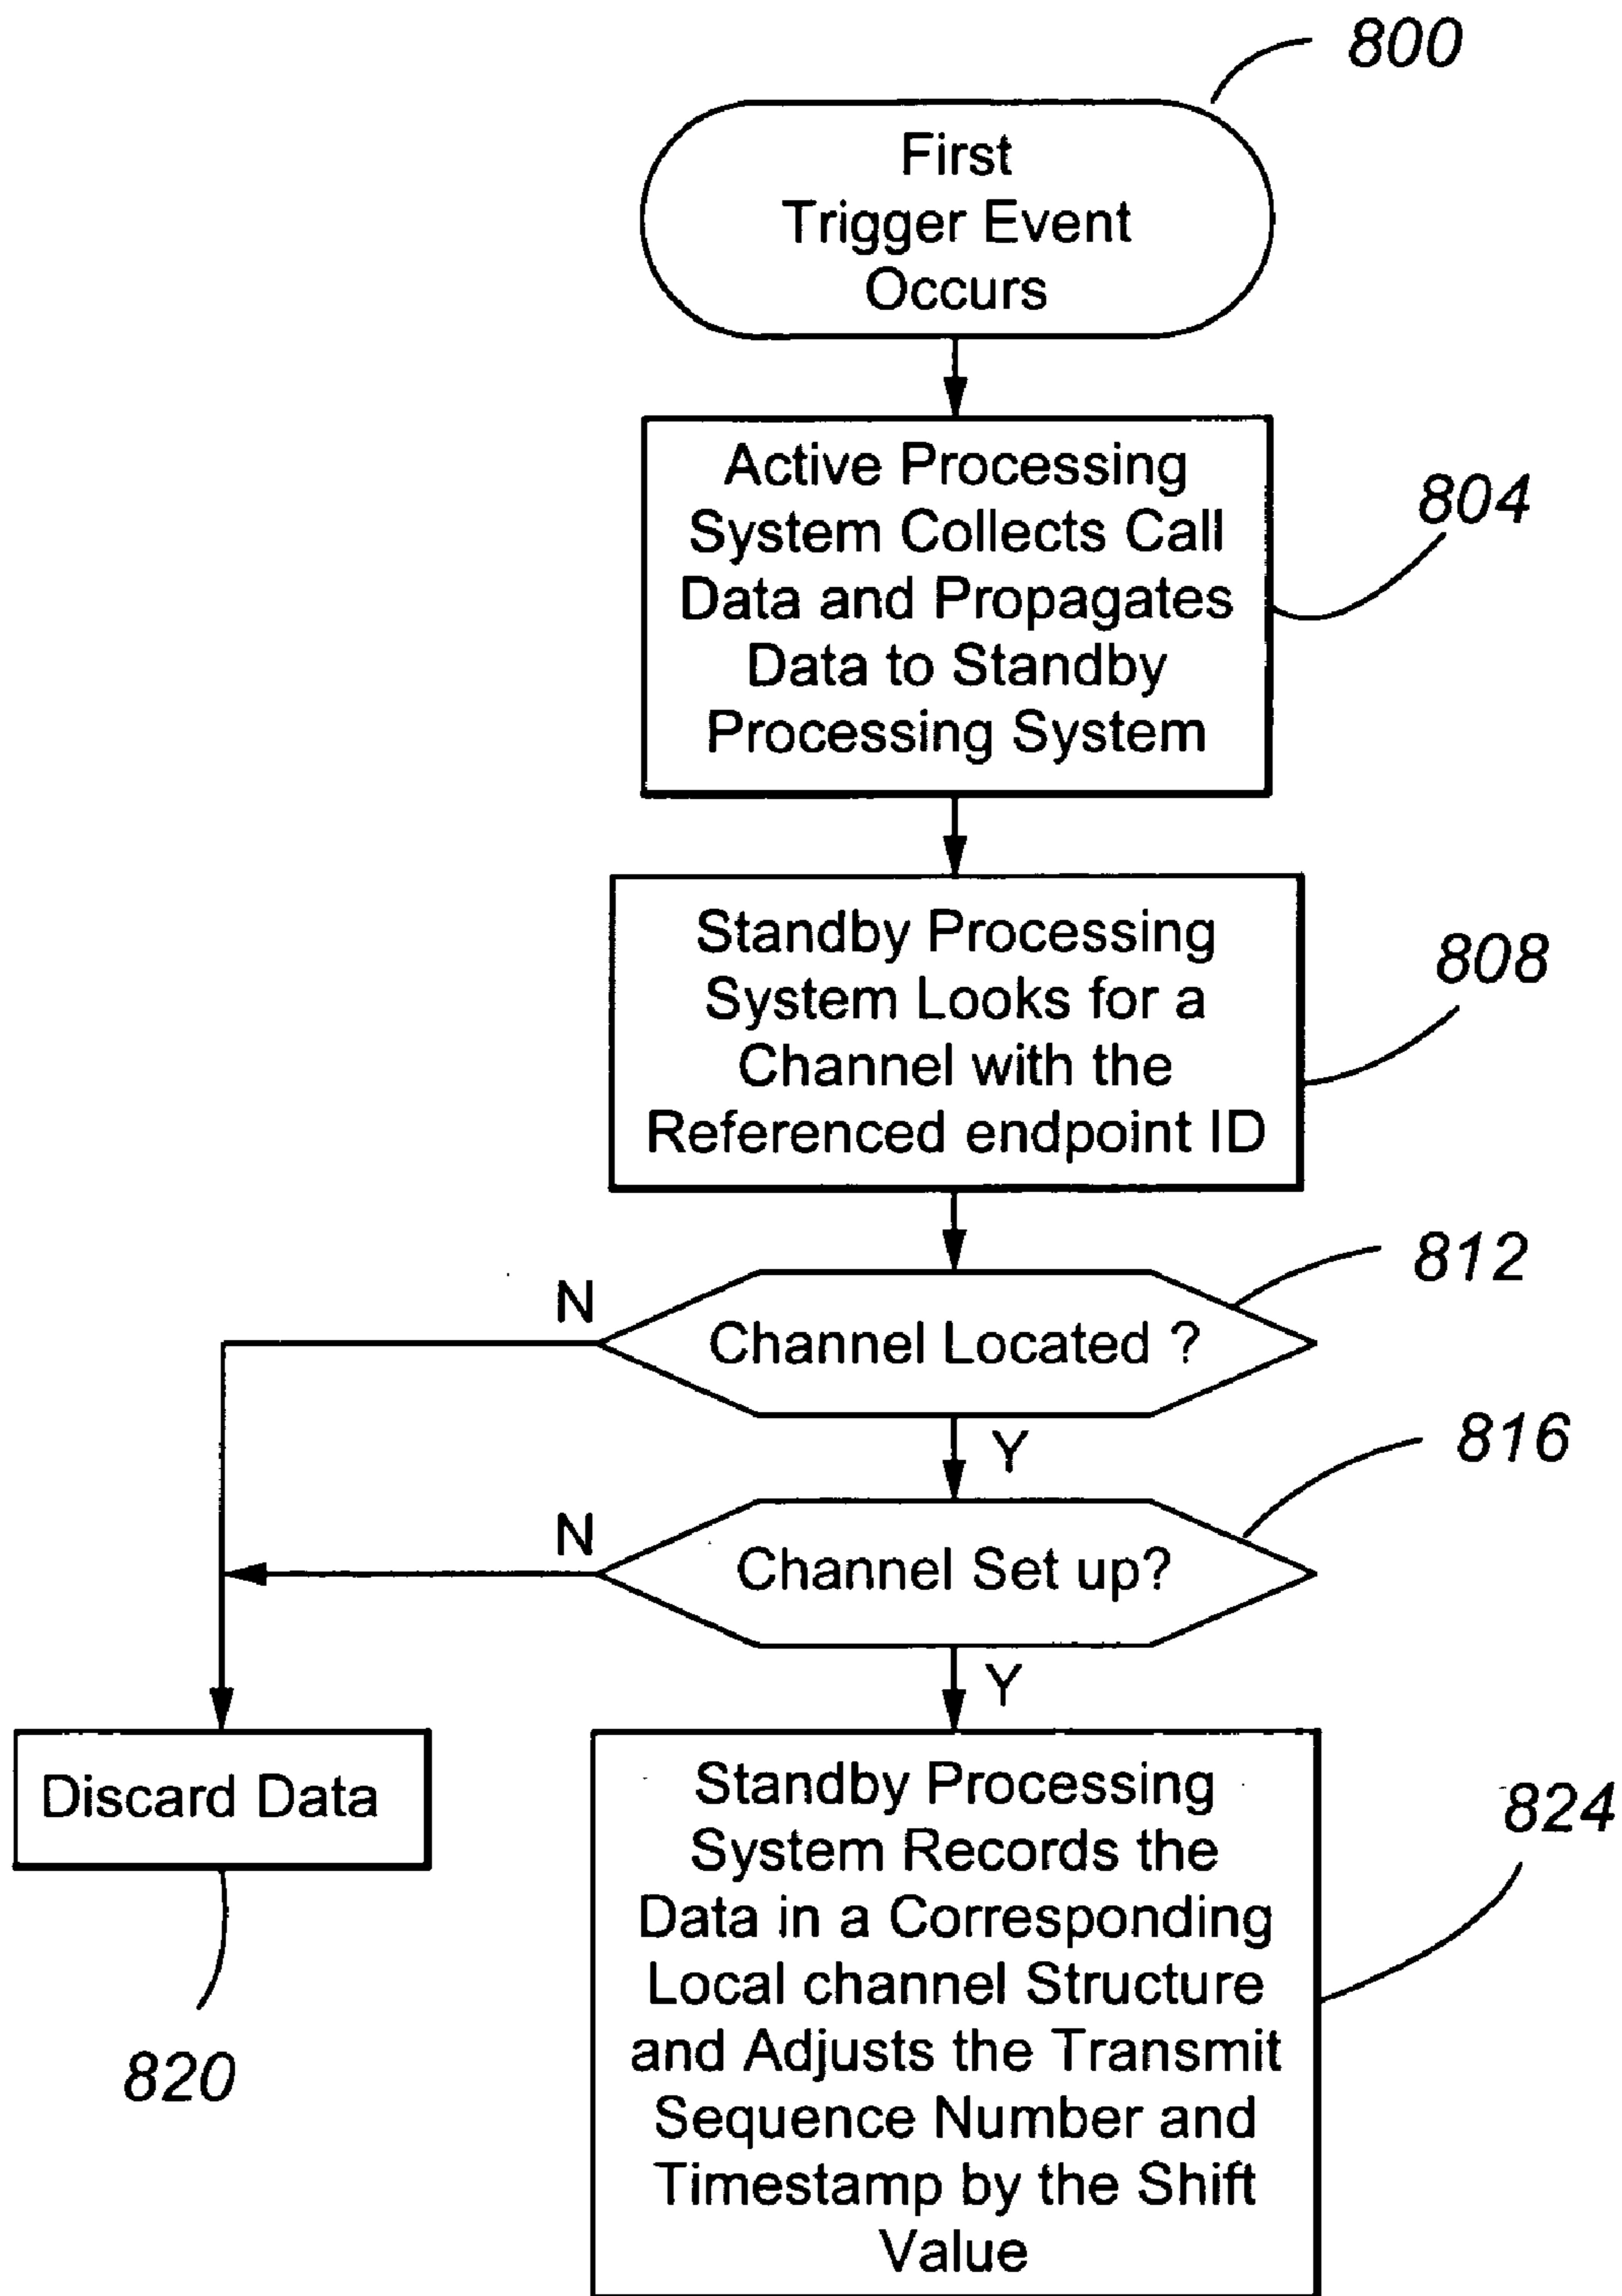 800
First
Trigger Event
Occurs
Active Processing
System Collects Call
Data and Propagates
Data to Standby
Processing System
804
Standby Processing
System Looks for a
Channel with the
Referenced endpoint ID
808
812
N
Channel Located ?
Y
816
N
Channel Set up?
Y
Discard Data
820
Standby Processing
System Records the
Data in a Corresponding
Local channel Structure
and Adjusts the Transmit
Sequence Number and
Timestamp by the Shift
Value
824